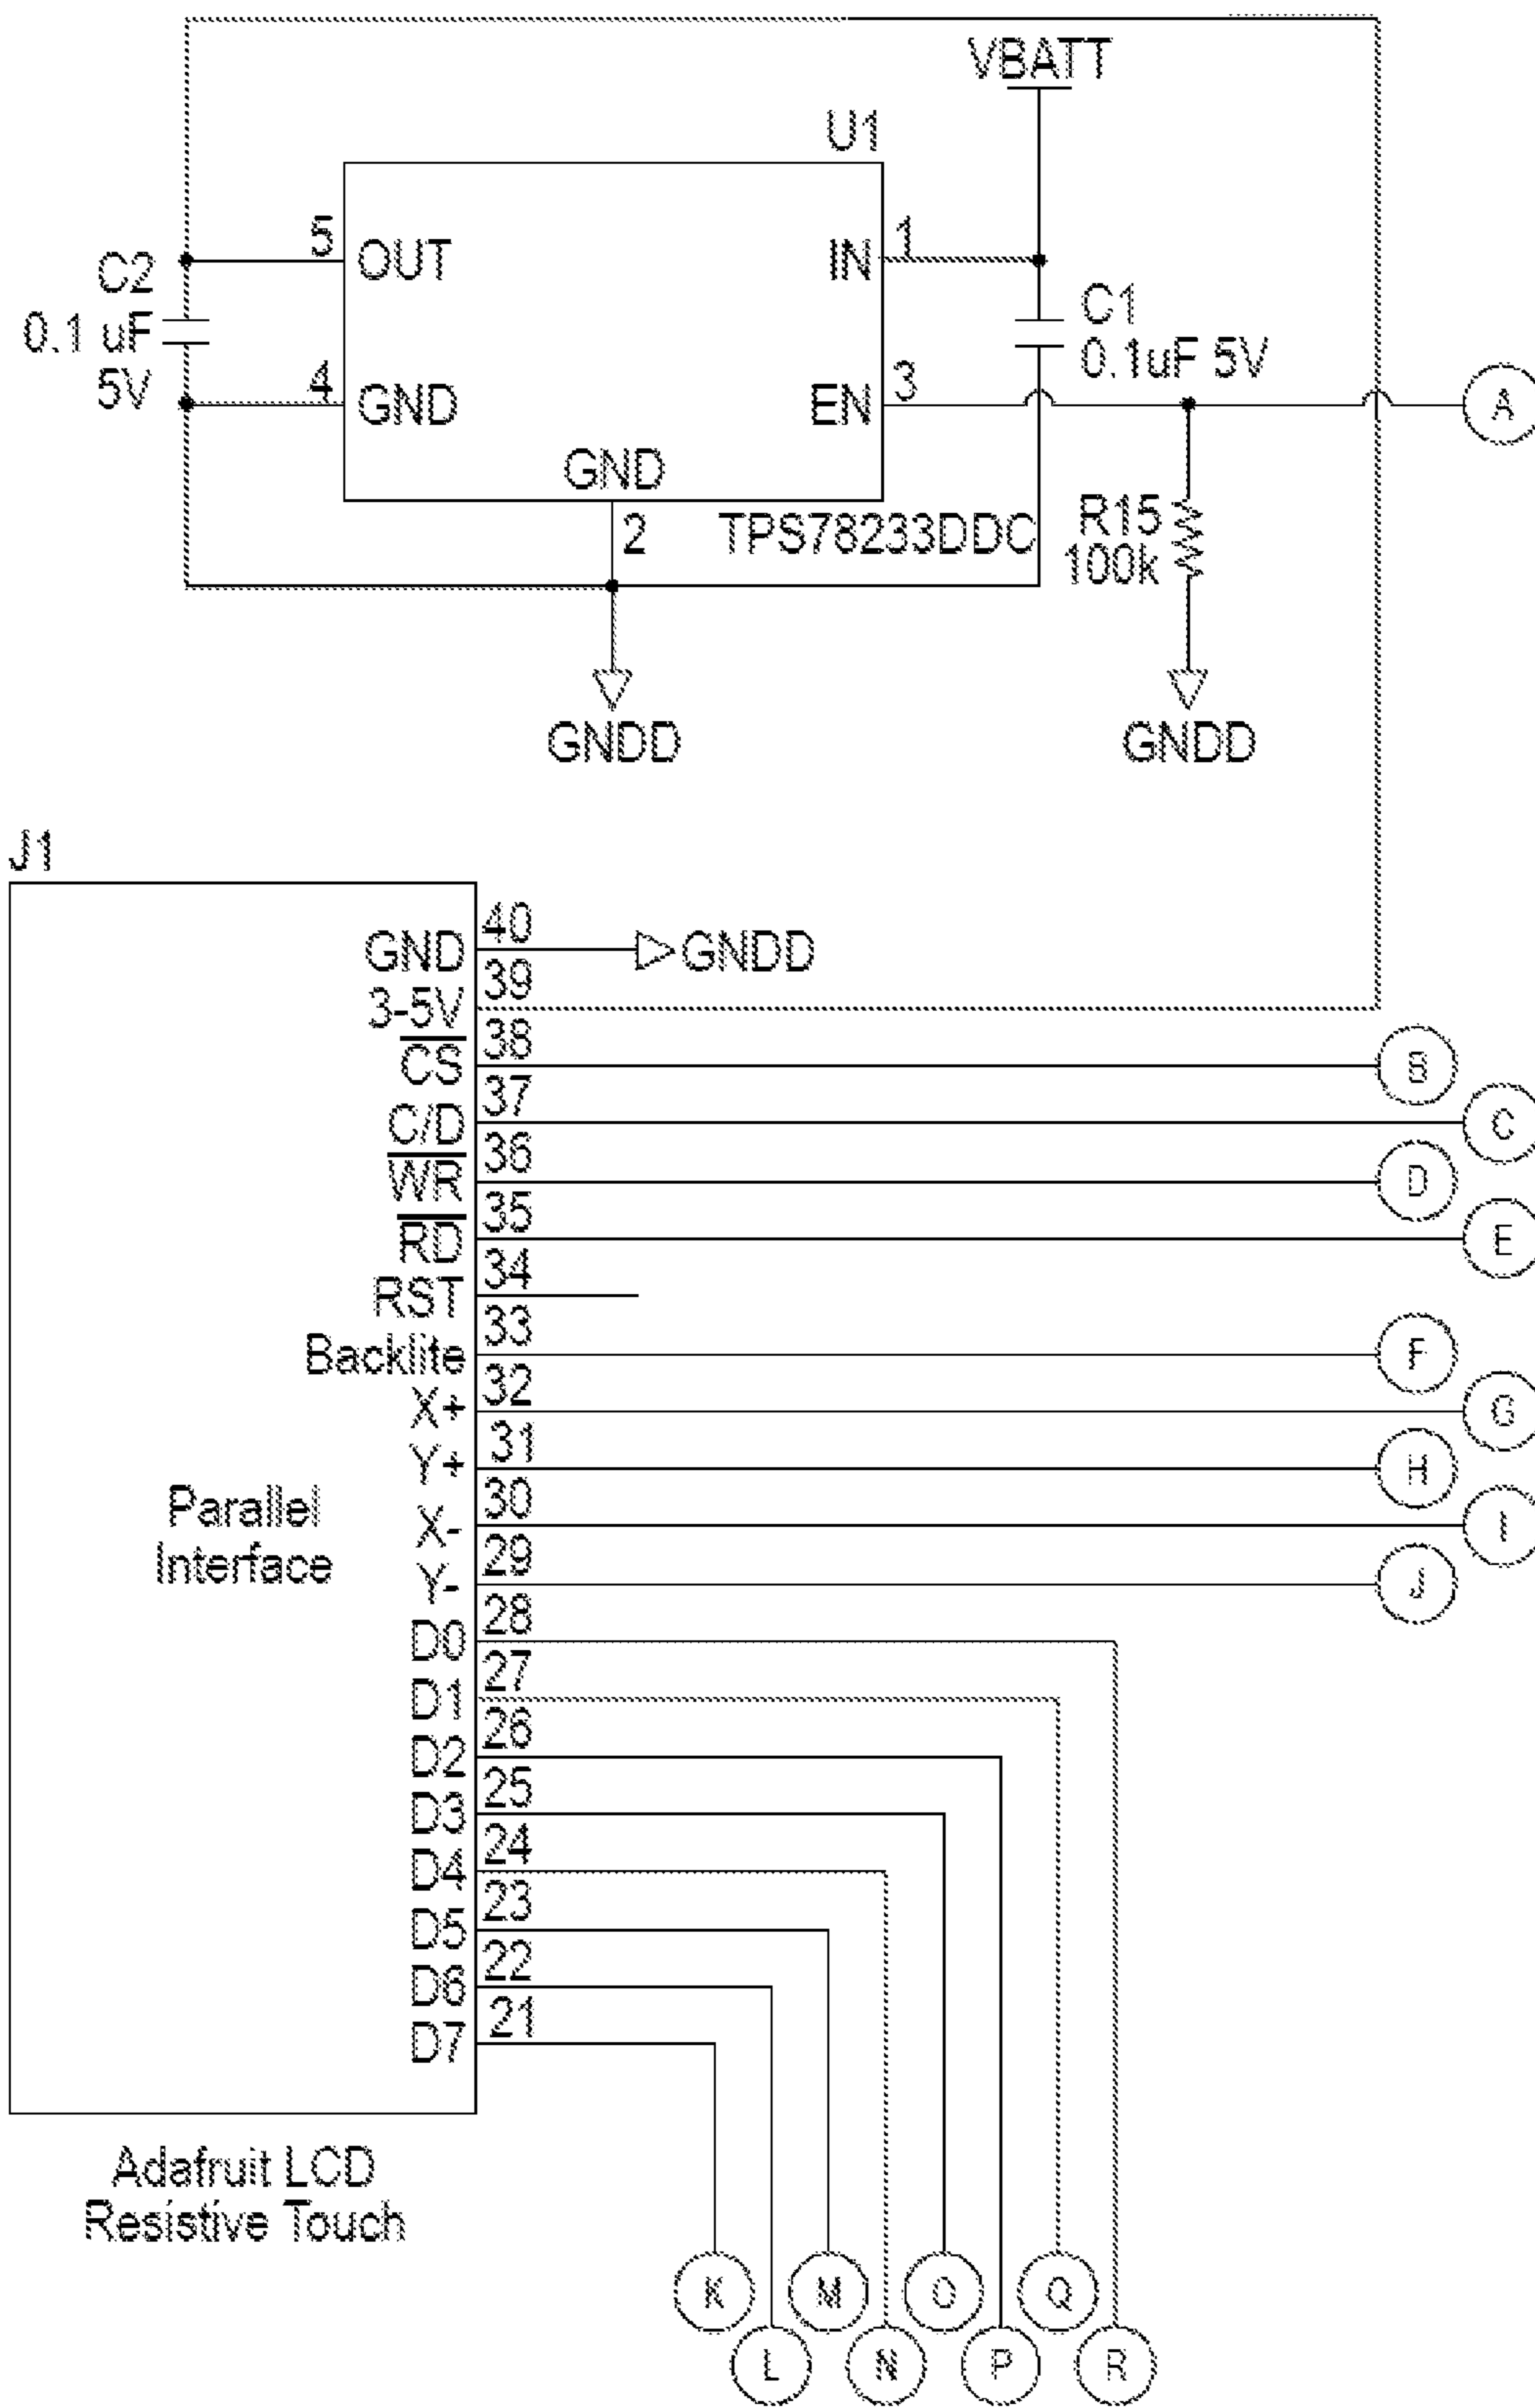 VBATT
U1
5
OUT
IN
1
C2
0.1 uF
5V
C1
0.1uF 5V
4
GND
EN
3
A
GND
2
TPS78233DDC
R15
100k
GNDD
GNDD
J1
GND
40
GNDD
3-5V
39
CS
38
B
C/D
37
C
WR
36
D
RD
35
E
RST
34
Backlite
33
F
X+
32
G
Y+
31
H
Parallel
Interface
X-
30
I
Y-
29
J
D0
28
D1
27
D2
26
D3
25
D4
24
D5
23
D6
22
D7
21
Adafruit LCD
Resistive Touch
K
M
O
Q
L
N
P
R